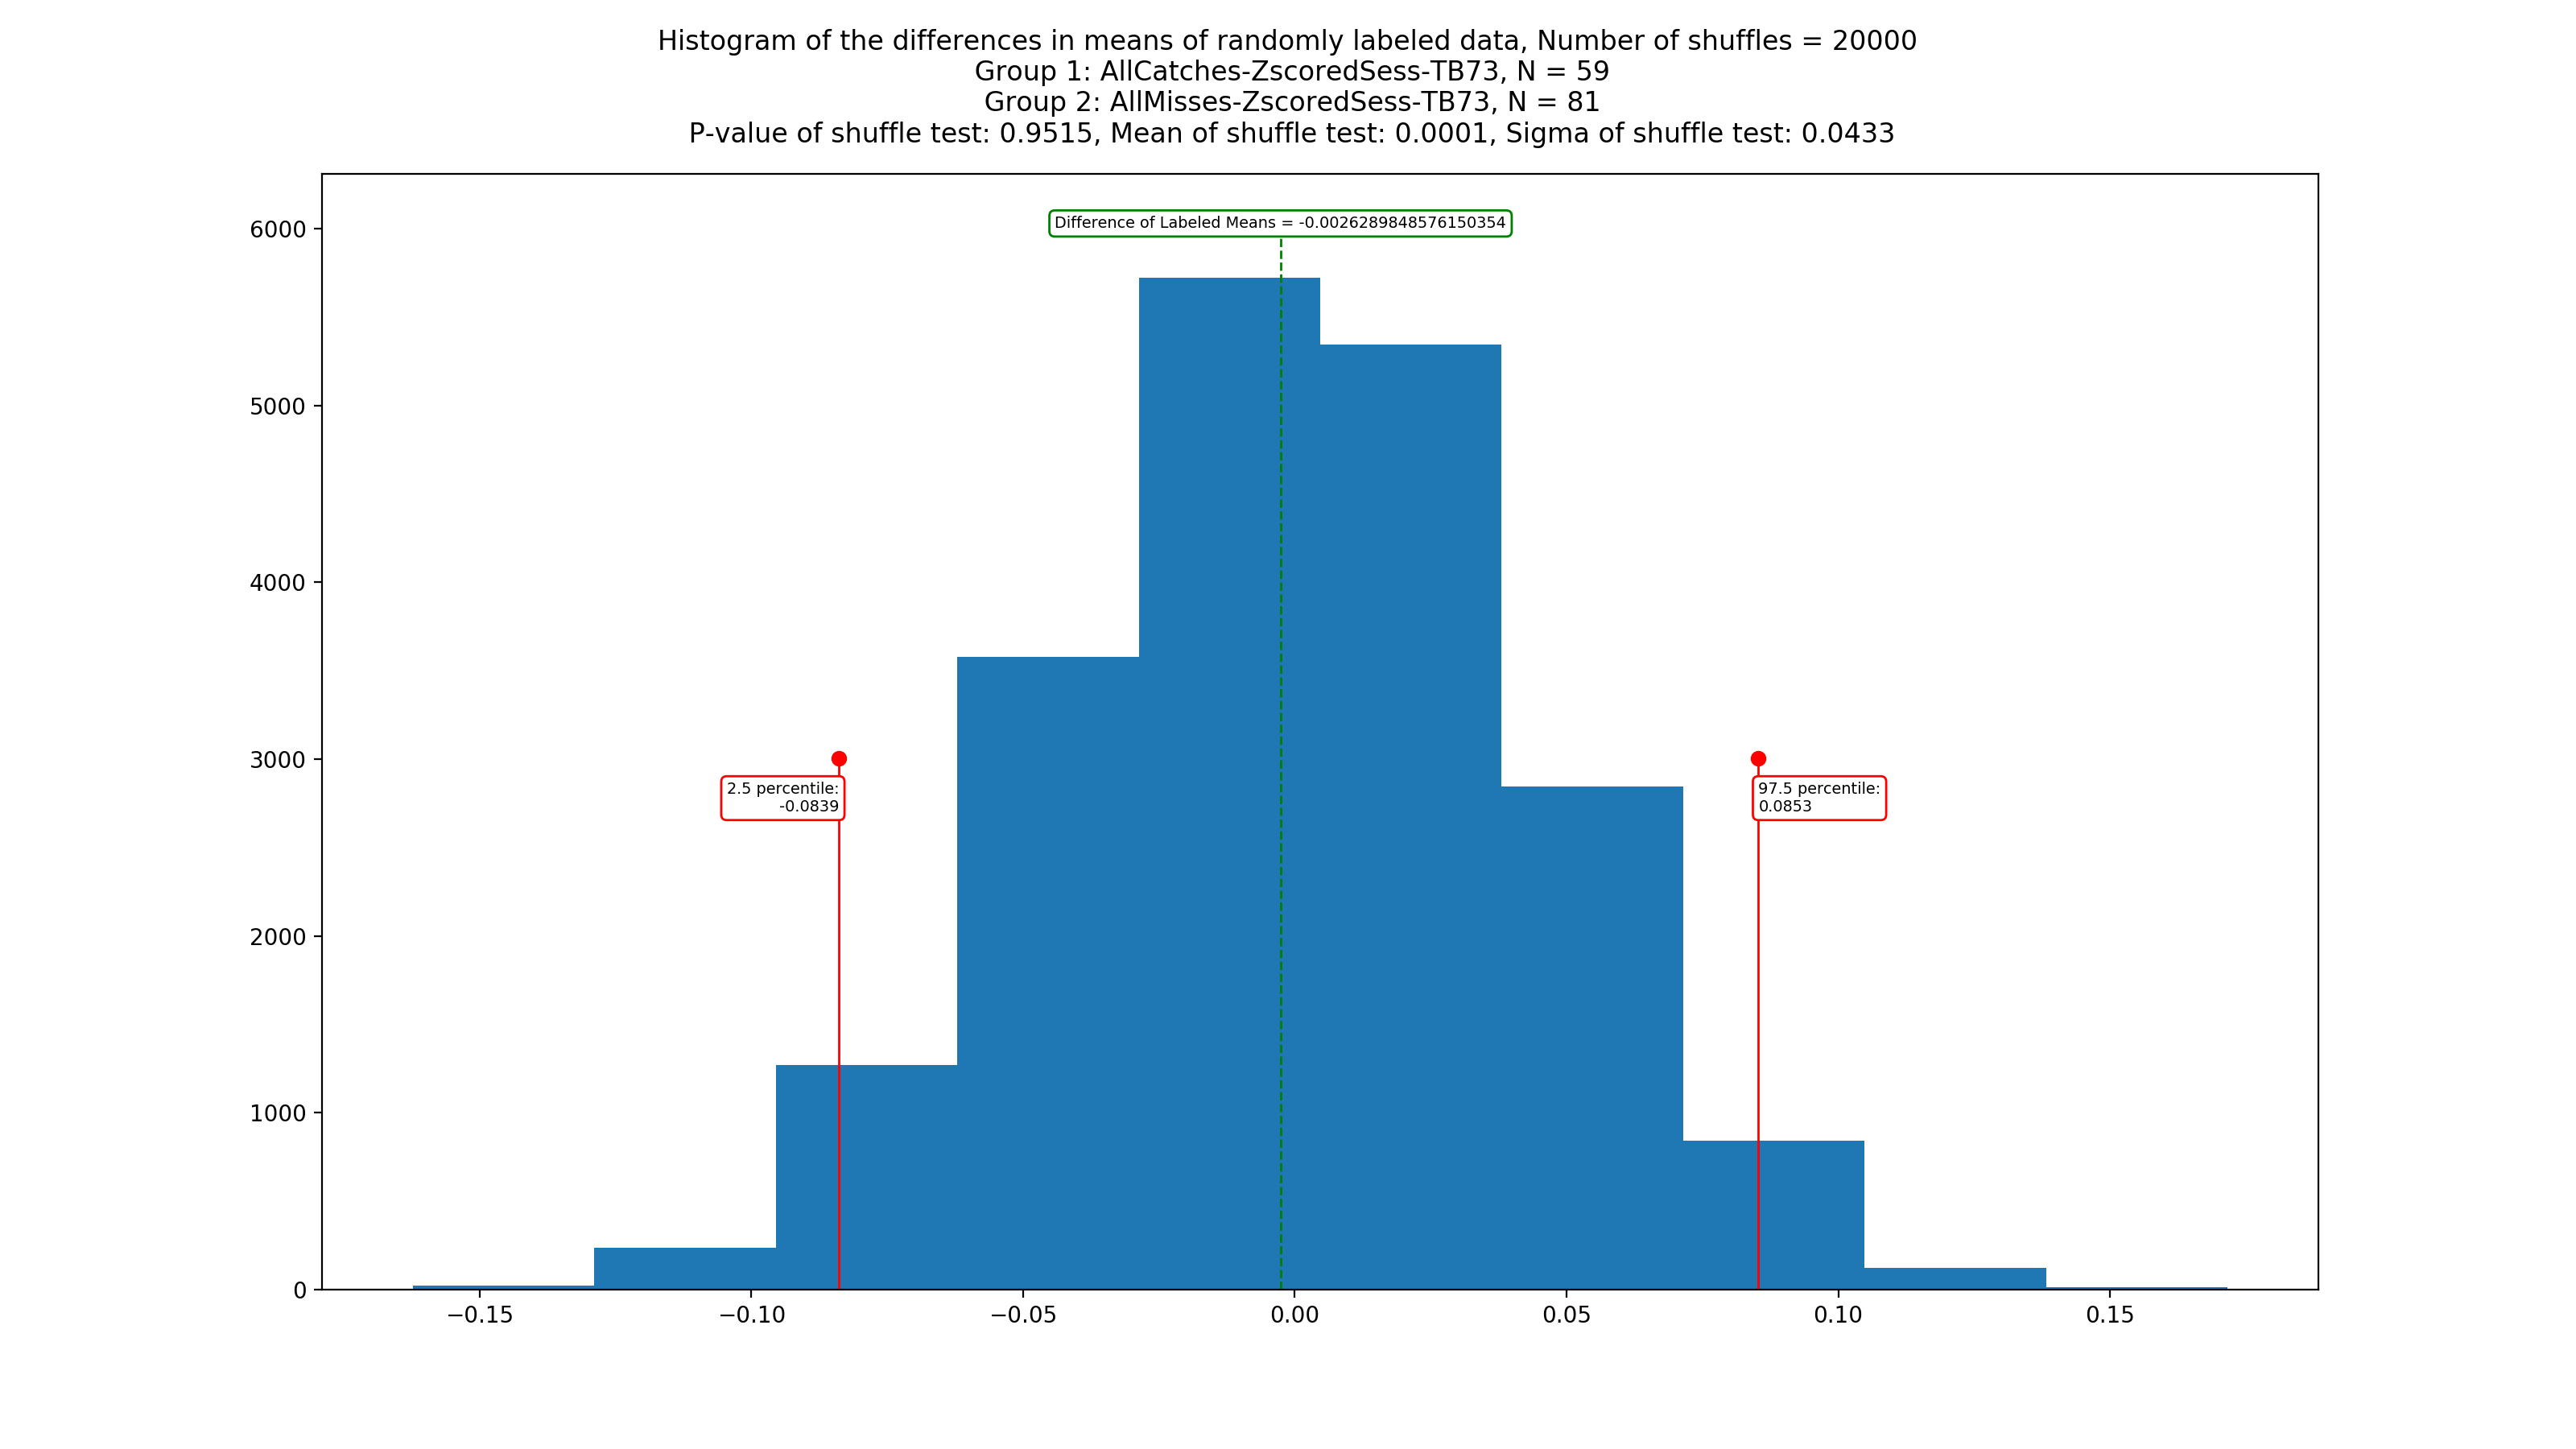 Histogram of the differences in means of randomly labeled data, Number of shuffles = 20000
Group 1: AllCatches-ZscoredSess-TB73, N = 59
Group 2: AllMisses-ZscoredSess-TB73, N = 81
P-value of shuffle test: 0.9515, Mean of shuffle test: 0.0001, Sigma of shuffle test: 0.0433
Difference of Labeled Means = -0.0026289848576150354
6000
5000
4000
3000
2.5 percentile:
-0.0839
97.5 percentile:
0.0853
2000
1000
0
−0.15 −0.10 −0.05 0.00 0.05 0.10 0.15